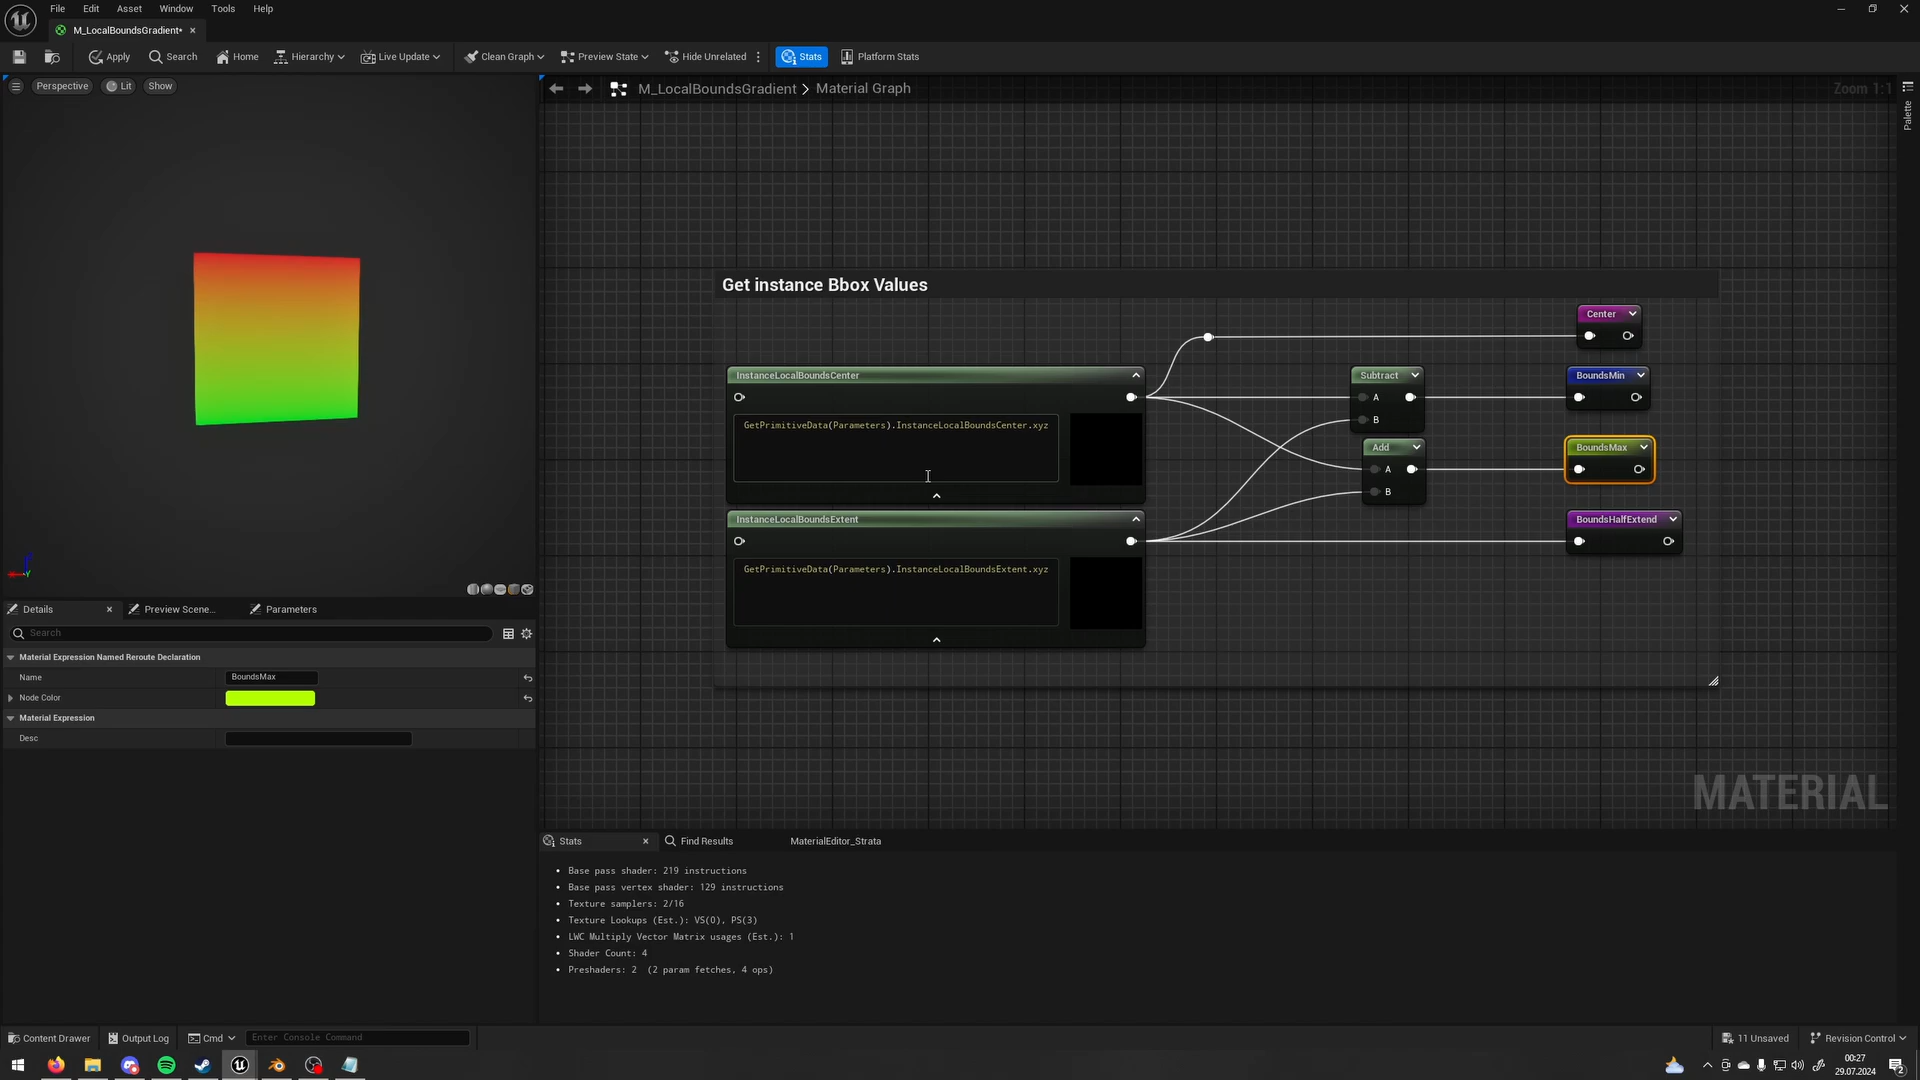 File Edit Asset Window Tools Help
M_LocalBoundsGradient•
Apply Search Home Hierarchy Live Update Clean Graph Preview State Hide Unrelated Stats Platform Stats
Perspective Lit Show
M_LocalBoundsGradient > Material Graph
Zoom 1:1
Palette
Get instance Bbox Values
Center
InstanceLocalBoundsCenter
GetPrimitiveData(Parameters).InstanceLocalBoundsCenter.xyz
Subtract
A
B
BoundsMin
Add
A
B
BoundsMax
InstanceLocalBoundsExtent
GetPrimitiveData(Parameters).InstanceLocalBoundsExtent.xyz
BoundsHalfExtend
MATERIAL
Details Preview Scene... Parameters
Search
Material Expression Named Reroute Declaration
Name BoundsMax
Node Color
Material Expression
Desc
Stats Find Results MaterialEditor_Strata
• Base pass shader: 219 instructions
• Base pass vertex shader: 129 instructions
• Texture samplers: 2/16
• Texture Lookups (Est.): VS(0), PS(3)
• LWC Multiply Vector Matrix usages (Est.): 1
• Shader Count: 4
• Preshaders: 2 (2 param fetches, 4 ops)
Content Drawer Output Log Cmd Enter Console Command 11 Unsaved Revision Control
00:27
29.07.2024
2